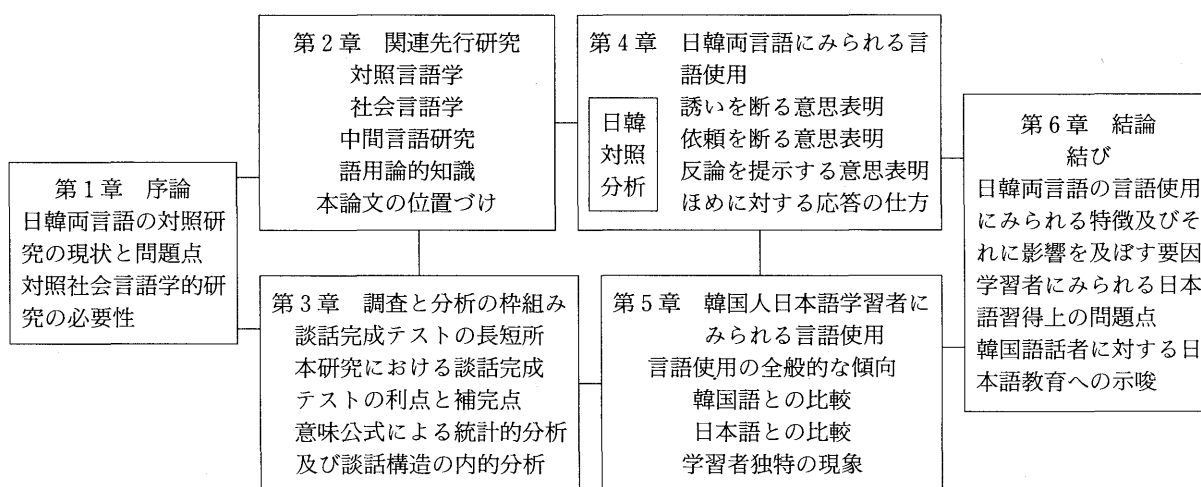 第1章 序論
日韓両言語の対照研
究の現状と問題点
対照社会言語学的研
究の必要性
第2章 関連先行研究
対照言語学
社会言語学
中間言語研究
語用論的知識
本論文の位置づけ
第3章 調査と分析の枠組み
談話完成テストの長短所
本研究における談話完成
テストの利点と補完点
意味公式による統計的分析
及び談話構造の内的分析
第4章 日韓両言語にみられる言
語使用
日韓
対照
分析
誘いを断る意思表明
依頼を断る意思表明
反論を提示する意思表明
ほめに対する応答の仕方
第5章 韓国人日本語学習者に
みられる言語使用
言語使用の全般的な傾向
韓国語との比較
日本語との比較
学習者独特の現象
第6章 結論
結び
日韓両言語の言語使用
にみられる特徴及びそ
れに影響を及ぼす要因
学習者にみられる日本
語習得上の問題点
韓国語話者に対する日
本語教育への示唆